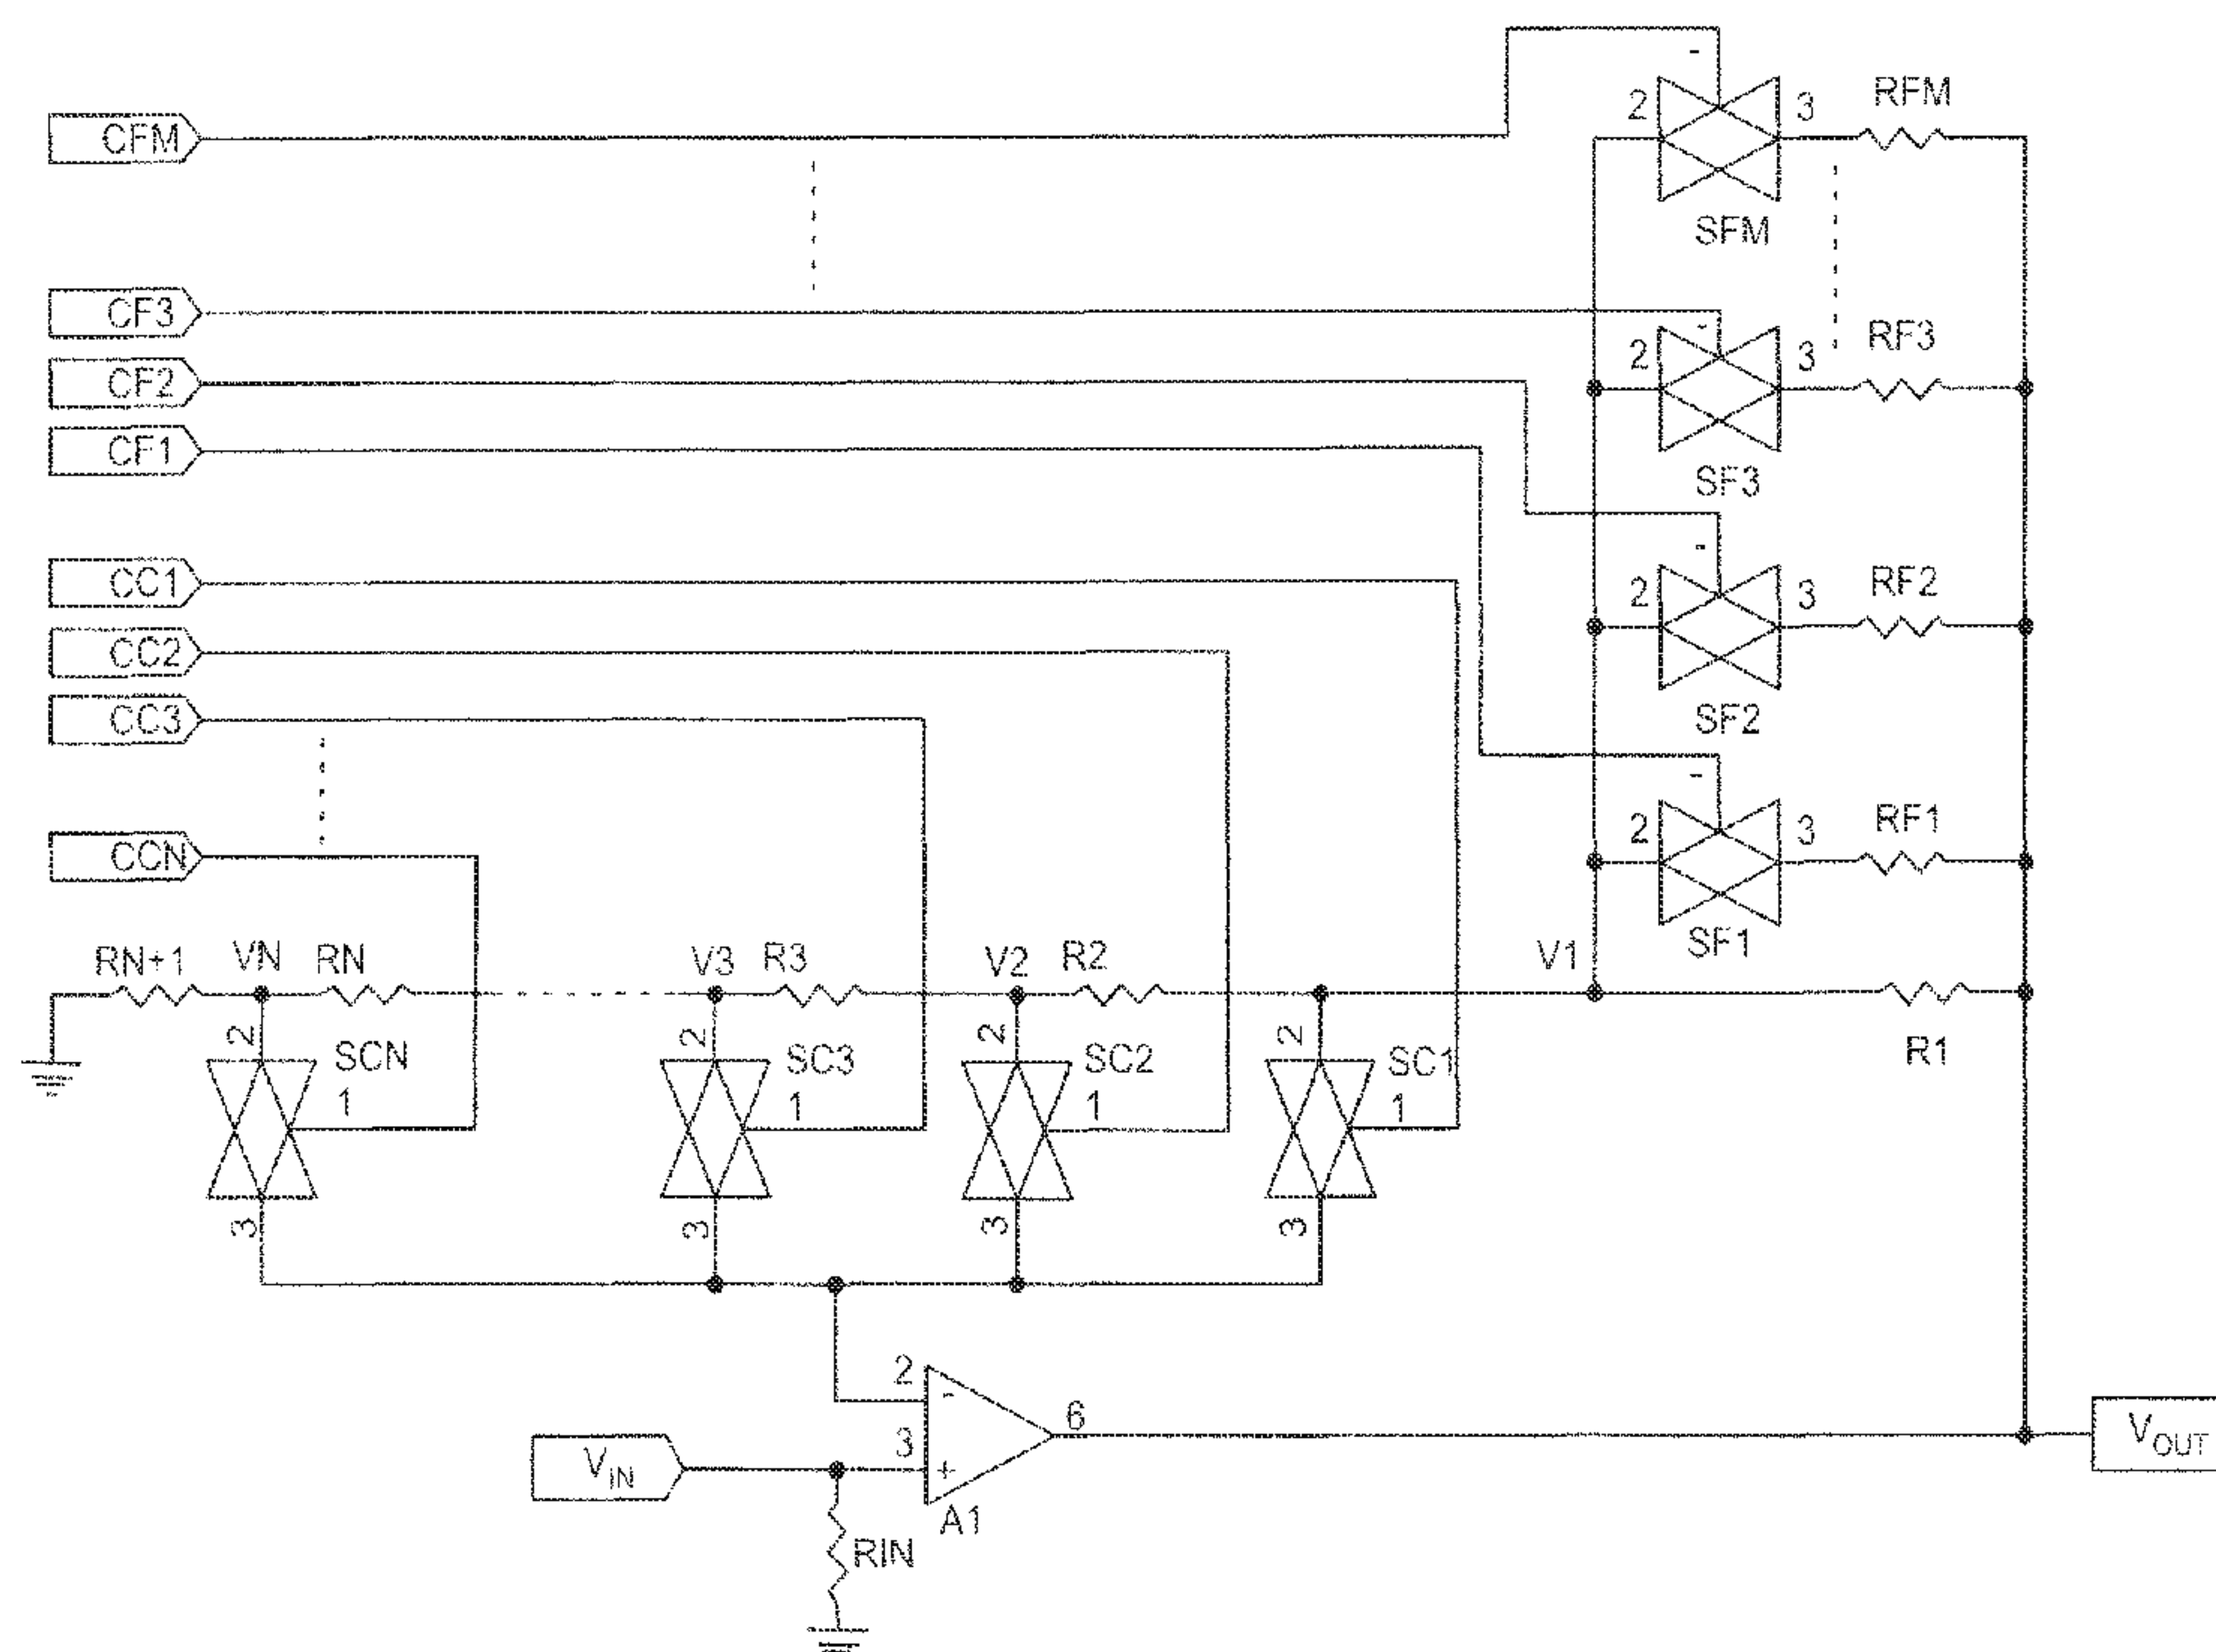 -
2 3 RFM
CFM
SFM
CF3
RF3
2 3
CF2
CF1
SF3
-
CC1
2 3 RF2
CC2
CC3
SF2
-
2 3 RF1
CCN
SF1
RN+1 VN RN V3 R3 V2 R2 V1
R1
2 SCN 2 SC3 2 SC2 2 SC1
1 1 1 1
3 3 3 3
2 -
6
3 +
VIN
VOUT
A1
RIN